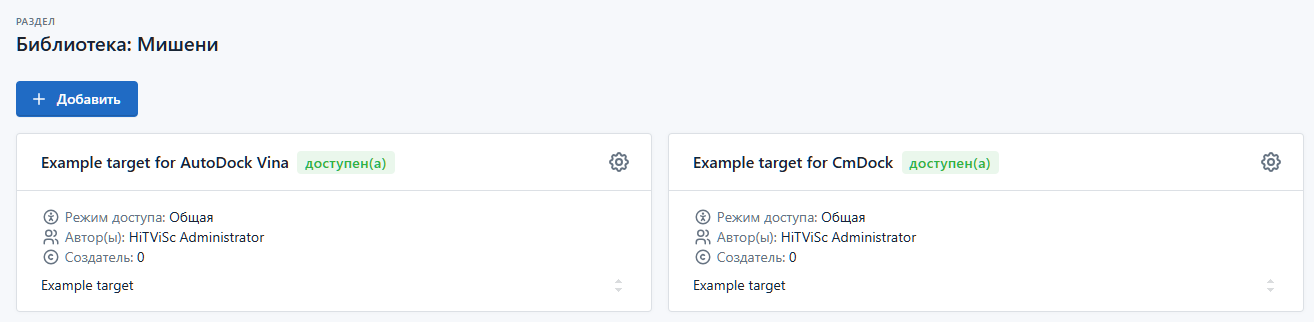 РАЗДЕЛ
Библиотека: Мишени
Добавить
Example target for AutoDock Vina доступен(а)
Режим доступа: Общая
Автор(ы): HiTViSc Administrator
Создатель: 0
Example target
Example target for CmDock доступен(а)
Режим доступа: Общая
Автор(ы): HiTViSc Administrator
Создатель: 0
Example target